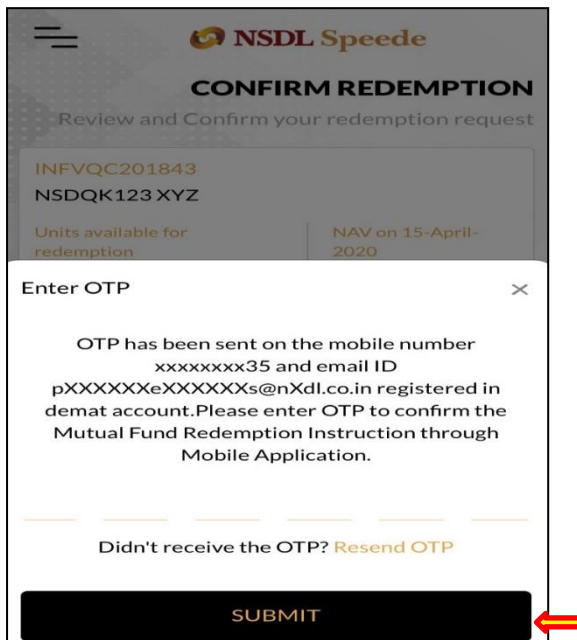 NSDL Speede
CONFIRM REDEMPTION
Review and Confirm your redemption request
INFVQC201843
NSDQK123 XYZ
Units available for
redemption
NAV on 15-April-
2020
Enter OTP
×
OTP has been sent on the mobile number
xxxxxxxx35 and email ID
pXXXXXXeXXXXXXs@nXdl.co.in registered in
demat account.Please enter OTP to confirm the
Mutual Fund Redemption Instruction through
Mobile Application.
Didn't receive the OTP? Resend OTP
SUBMIT